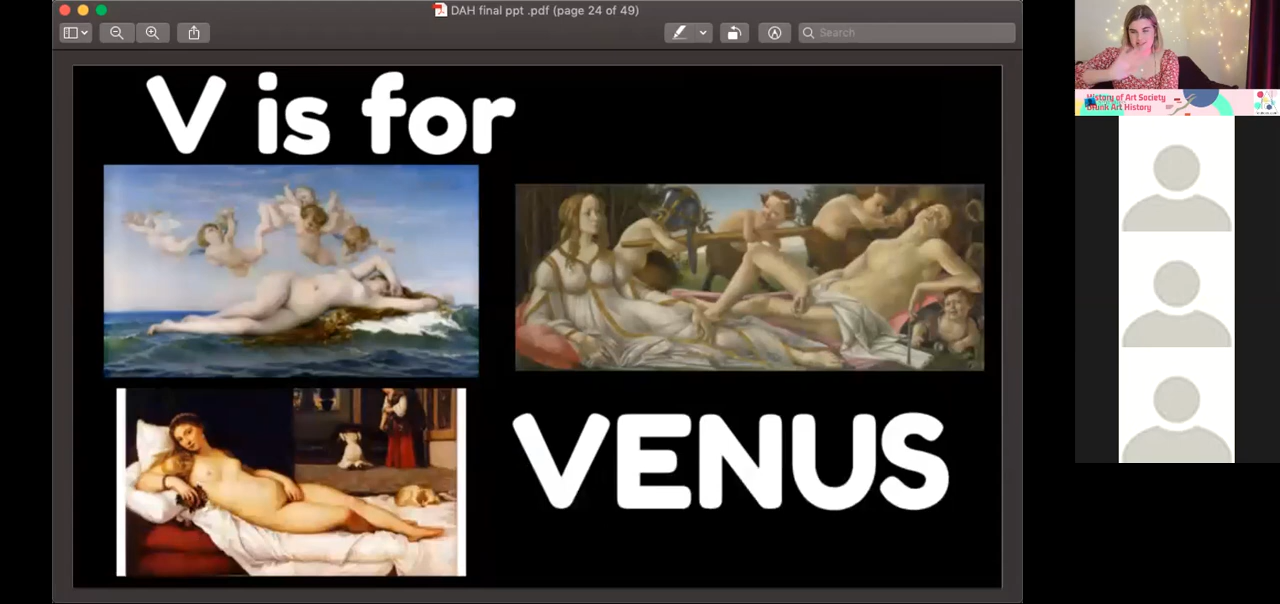 DAH final ppt .pdf (page 24 of 49)
Search
V is for
VENUS
History of Art Society
Drunk Art History